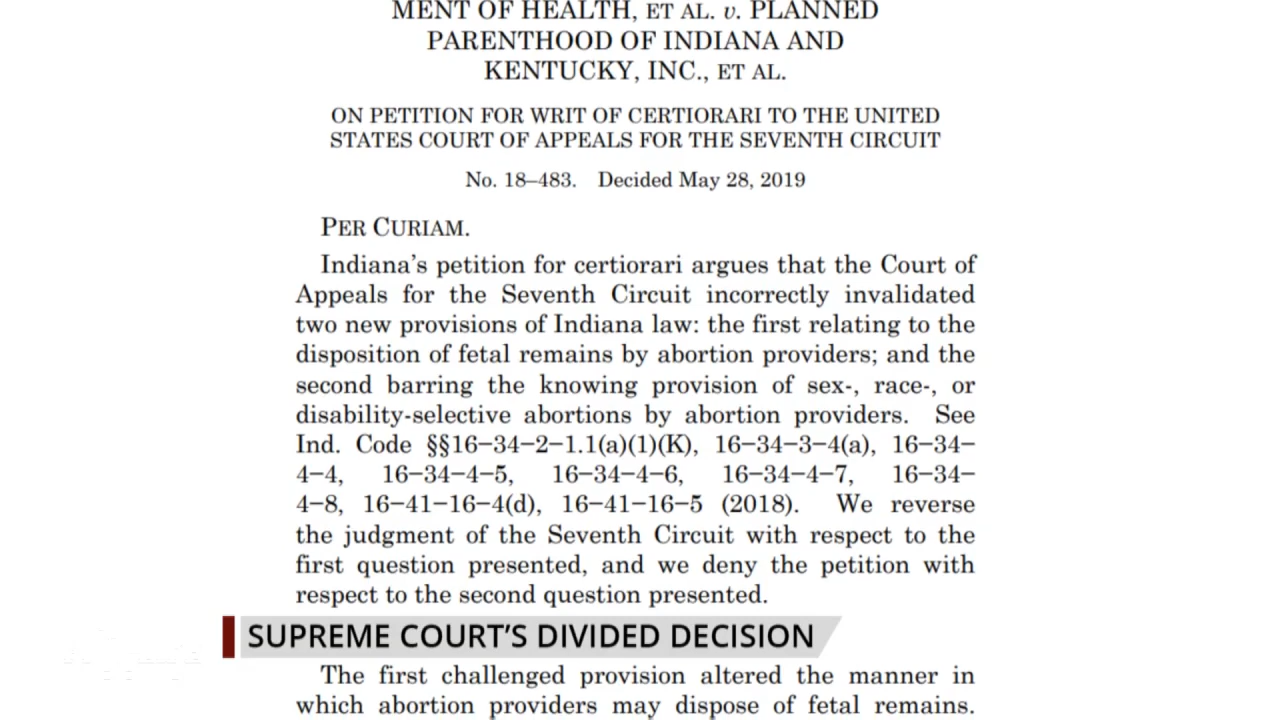 MENT OF HEALTH, ET AL. v. PLANNED
PARENTHOOD OF INDIANA AND
KENTUCKY, INC., ET AL.
ON PETITION FOR WRIT OF CERTIORARI TO THE UNITED
STATES COURT OF APPEALS FOR THE SEVENTH CIRCUIT
No. 18–483. Decided May 28, 2019
PER CURIAM.
Indiana's petition for certiorari argues that the Court of
Appeals for the Seventh Circuit incorrectly invalidated
two new provisions of Indiana law: the first relating to the
disposition of fetal remains by abortion providers; and the
second barring the knowing provision of sex-, race-, or
disability-selective abortions by abortion providers. See
Ind. Code §§16–34–2–1.1(a)(1)(K), 16–34–3–4(a), 16–34–
4–4, 16–34–4–5, 16–34–4–6, 16–34–4–7, 16–34–
4–8, 16–41–16–4(d), 16–41–16–5 (2018). We reverse
the judgment of the Seventh Circuit with respect to the
first question presented, and we deny the petition with
respect to the second question presented.
SUPREME COURT'S DIVIDED DECISION
The first challenged provision altered the manner in
which abortion providers may dispose of fetal remains.